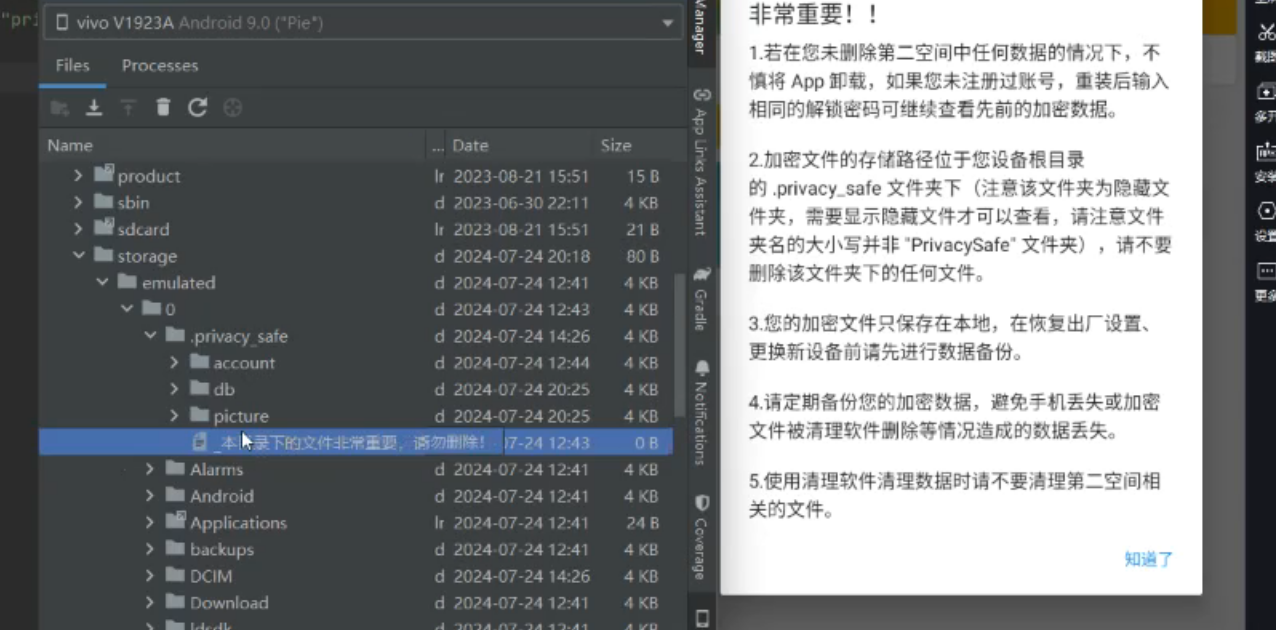 "pri
vivo V1923A Android 9.0 ("Pie")
Files Processes
Name ... Date Size
product lr 2023-08-21 15:51 15 B
sbin d 2023-06-30 22:11 4 KB
sdcard lr 2023-08-21 15:51 21 B
storage d 2024-07-24 20:18 80 B
emulated d 2024-07-24 12:41 4 KB
0 d 2024-07-24 12:43 4 KB
.privacy_safe d 2024-07-24 14:26 4 KB
account d 2024-07-24 12:44 4 KB
db d 2024-07-24 20:25 4 KB
picture d 2024-07-24 20:25 4 KB
_本 录下的文件非常重要，请勿删除! 07-24 12:43 0 B
Alarms d 2024-07-24 12:41 4 KB
Android d 2024-07-24 12:41 4 KB
Applications lr 2024-07-24 12:41 24 B
backups d 2024-07-24 12:41 4 KB
DCIM d 2024-07-24 14:26 4 KB
Download d 2024-07-24 12:41 4 KB
ldsdk d 2024-07-24 12:41 4 KB
Manager
App Links Assistant
Gradle
Notifications
Coverage
非常重要！！
1.若在您未删除第二空间中任何数据的情况下，不
慎将 App 卸载，如果您未注册过账号，重装后输入
相同的解锁密码可继续查看先前的加密数据。
2.加密文件的存储路径位于您设备根目录
的 .privacy_safe 文件夹下（注意该文件夹为隐藏文
件夹，需要显示隐藏文件才可以查看，请注意文件
夹名的大小写并非 "PrivacySafe" 文件夹），请不要
删除该文件夹下的任何文件。
3.您的加密文件只保存在本地，在恢复出厂设置、
更换新设备前请先进行数据备份。
4.请定期备份您的加密数据，避免手机丢失或加密
文件被清理软件删除等情况造成的数据丢失。
5.使用清理软件清理数据时请不要清理第二空间相
关的文件。
知道了
截图
多开
安装
设置
更多